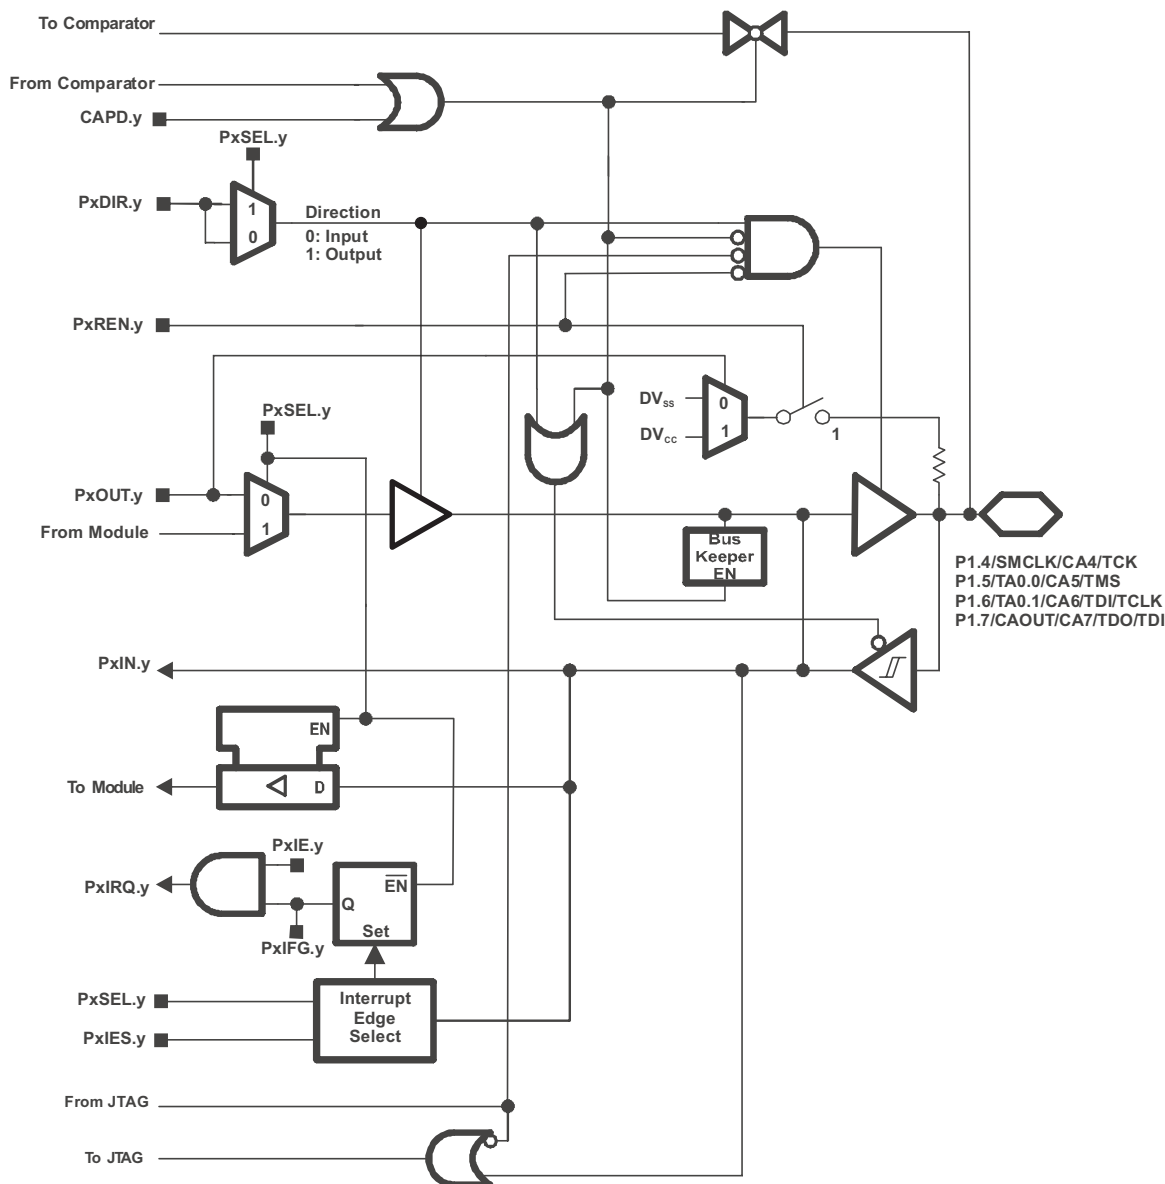 To Comparator
From Comparator
CAPD.y
PxSEL.y
PxDIR.y
1
0
Direction
0: Input
1: Output
PxREN.y
DVSS
0
DVCC
1
1
PxSEL.y
PxOUT.y
0
From Module
1
Bus
Keeper
EN
P1.4/SMCLK/CA4/TCK
P1.5/TA0.0/CA5/TMS
P1.6/TA0.1/CA6/TDI/TCLK
P1.7/CAOUT/CA7/TDO/TDI
PxIN.y
EN
To Module
D
PxIE.y
PxIRQ.y
EN
Q
Set
PxIFG.y
PxSEL.y
PxIES.y
Interrupt
Edge
Select
From JTAG
To JTAG